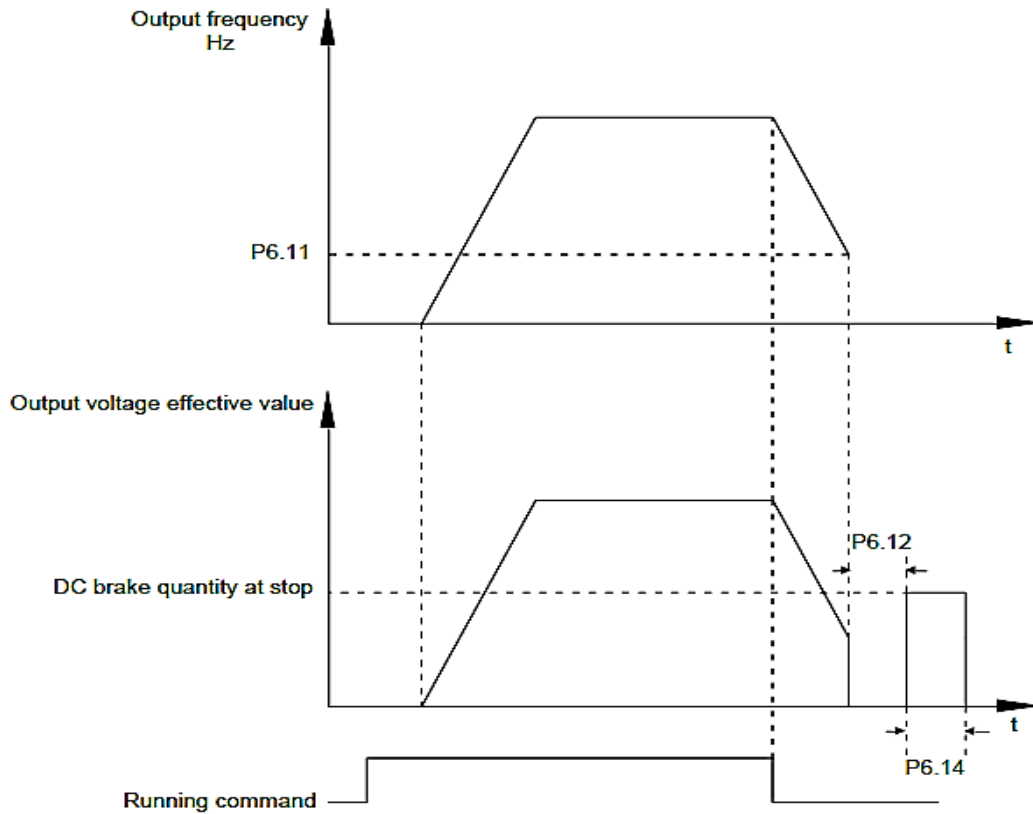 Output frequency
Hz
P6.11
t
Output voltage effective value
P6.12
DC brake quantity at stop
t
P6.14
Running command